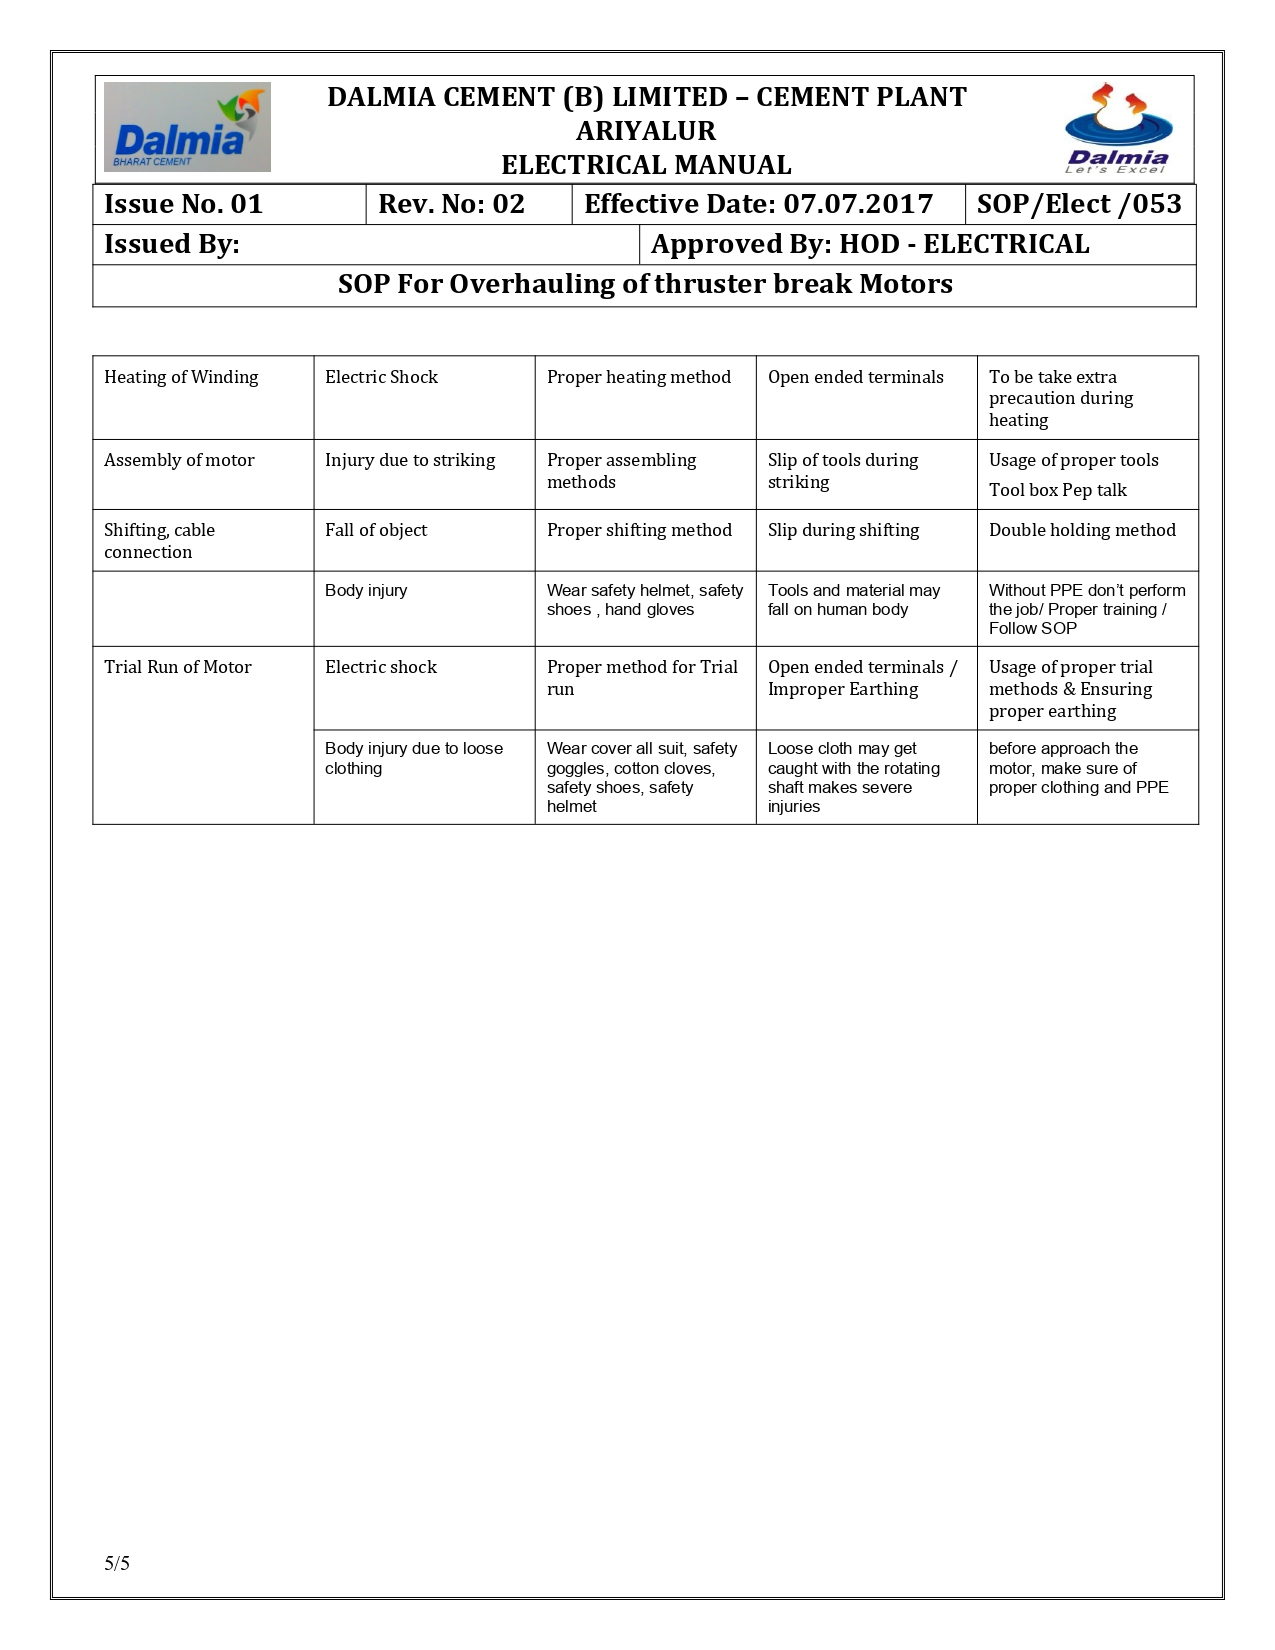 Dalmia
BHARAT CEMENT
DALMIA CEMENT (B) LIMITED – CEMENT PLANT
ARIYALUR
ELECTRICAL MANUAL
Dalmia
Let's Excel
Issue No. 01 Rev. No: 02 Effective Date: 07.07.2017 SOP/Elect /053
Issued By: Approved By: HOD - ELECTRICAL
SOP For Overhauling of thruster break Motors
Heating of Winding Electric Shock Proper heating method Open ended terminals To be take extra
precaution during
heating
Assembly of motor Injury due to striking Proper assembling Slip of tools during Usage of proper tools
methods striking
Tool box Pep talk
Shifting, cable Fall of object Proper shifting method Slip during shifting Double holding method
connection
Body injury Wear safety helmet, safety Tools and material may Without PPE don’t perform
shoes , hand gloves fall on human body the job/ Proper training /
Follow SOP
Trial Run of Motor Electric shock Proper method for Trial Open ended terminals / Usage of proper trial
run Improper Earthing methods & Ensuring
proper earthing
Body injury due to loose Wear cover all suit, safety Loose cloth may get before approach the
clothing goggles, cotton cloves, caught with the rotating motor, make sure of
safety shoes, safety shaft makes severe proper clothing and PPE
helmet injuries
5/5